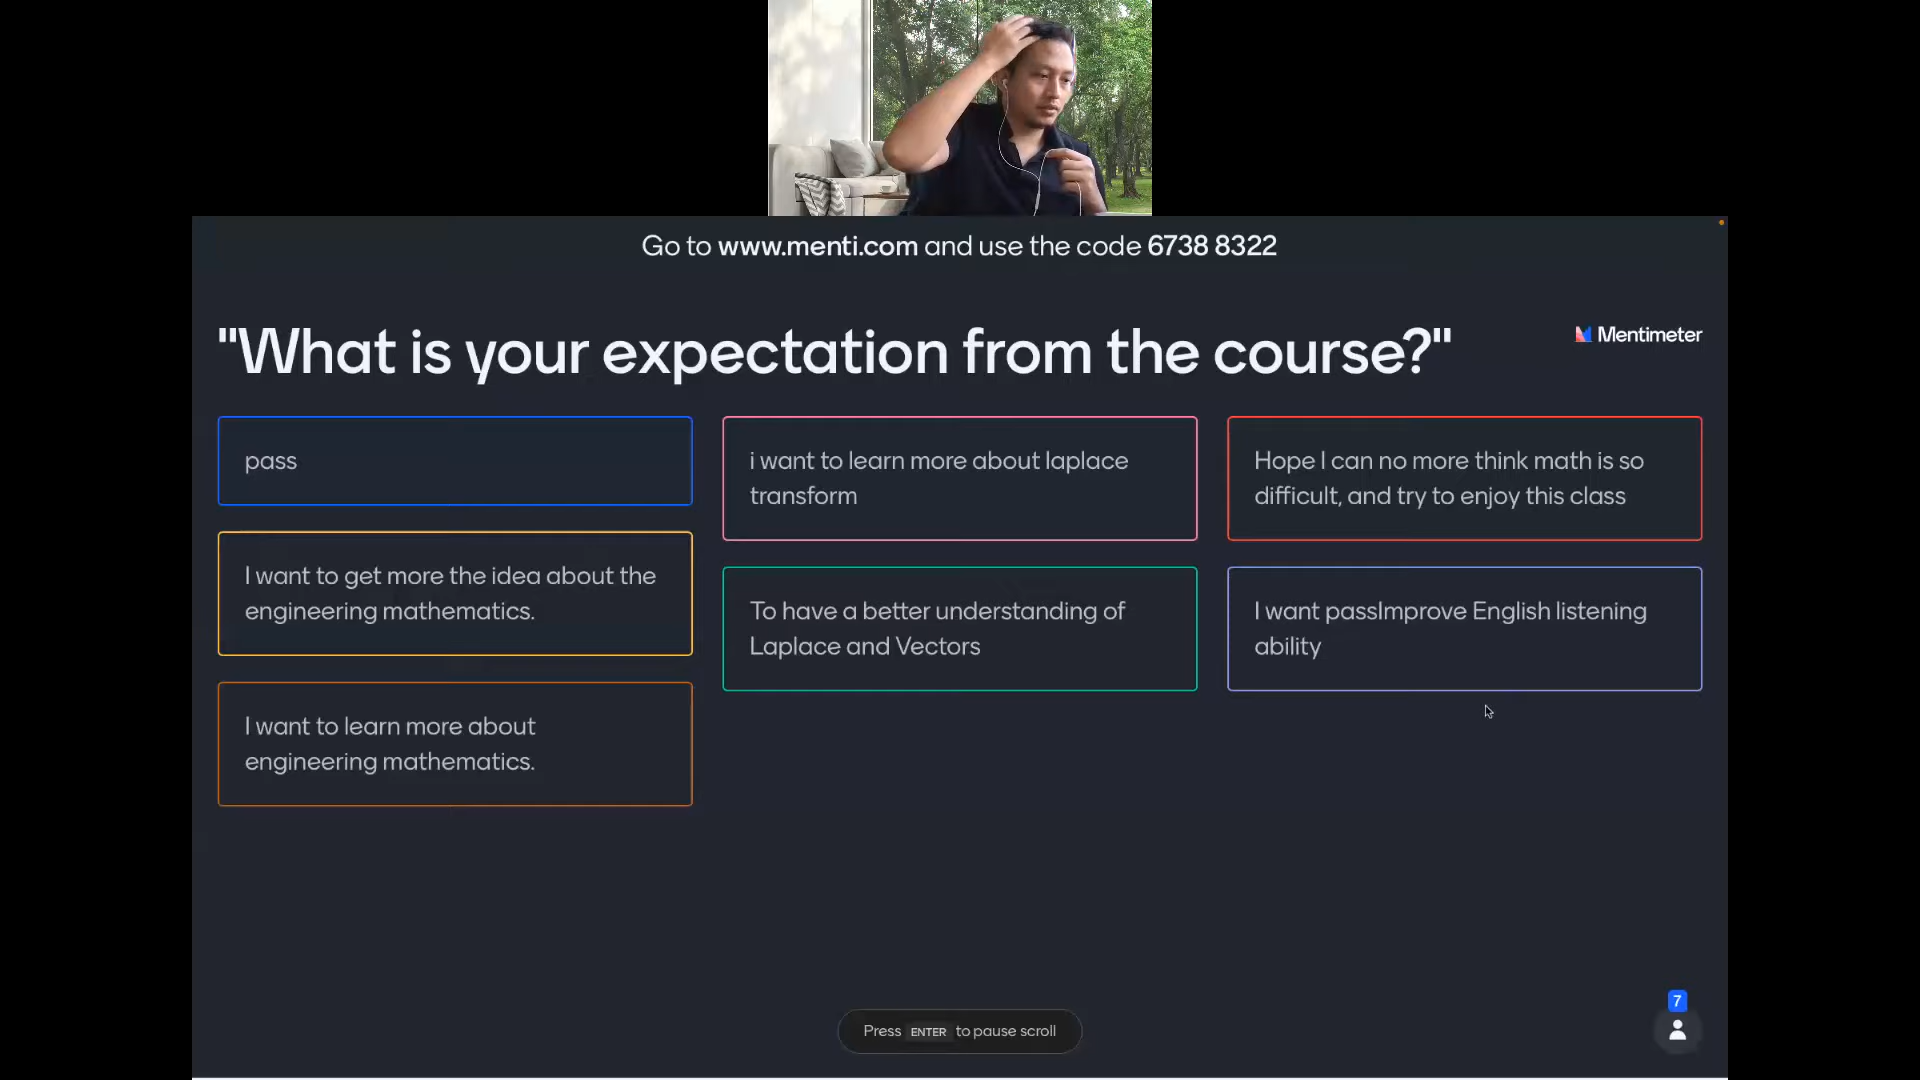 Go to www.menti.com and use the code 6738 8322
"What is your expectation from the course?"
Mentimeter
pass
I want to get more the idea about the
engineering mathematics.
I want to learn more about
engineering mathematics.
i want to learn more about laplace
transform
To have a better understanding of
Laplace and Vectors
Hope I can no more think math is so
difficult, and try to enjoy this class
I want passImprove English listening
ability
Press ENTER to pause scroll
7